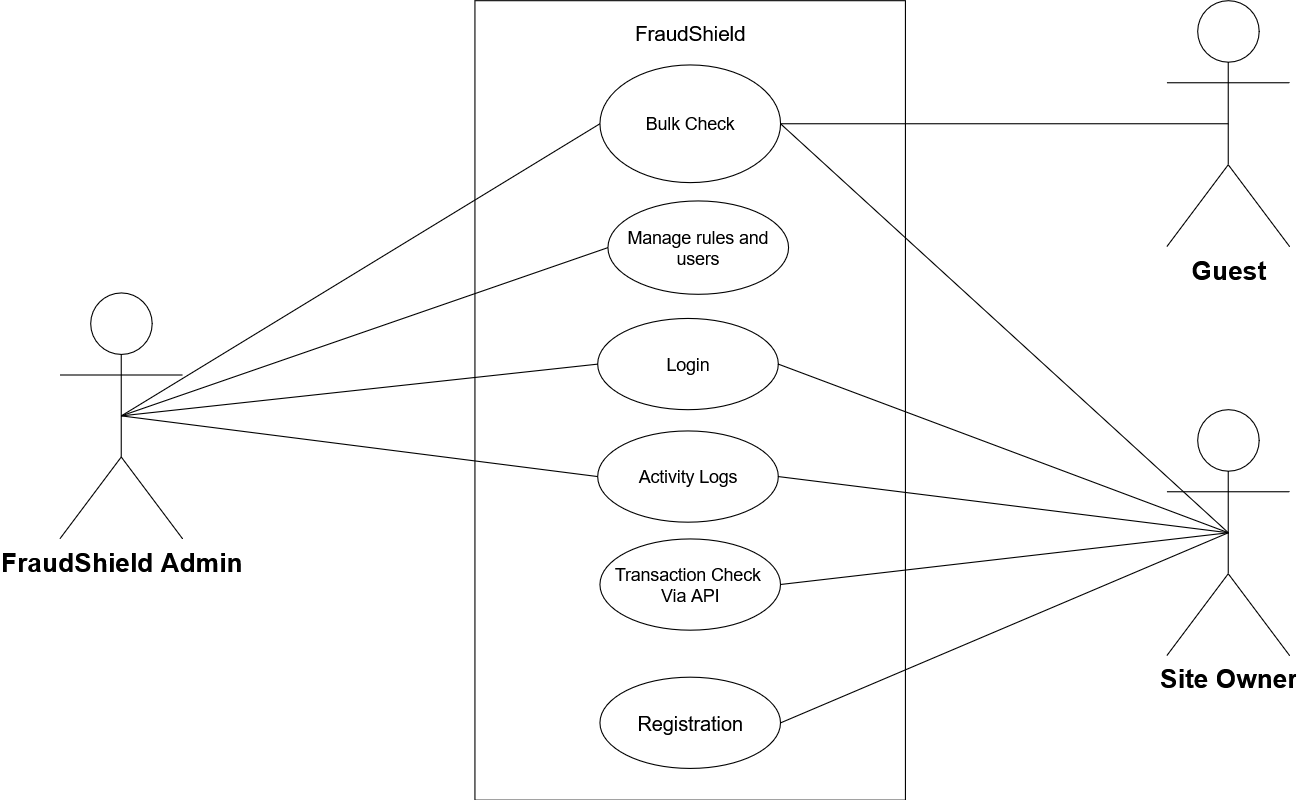 FraudShield
Bulk Check
Manage rules and
users
Guest
Login
Activity Logs
FraudShield Admin
Transaction Check
Via API
Site Owner
Registration